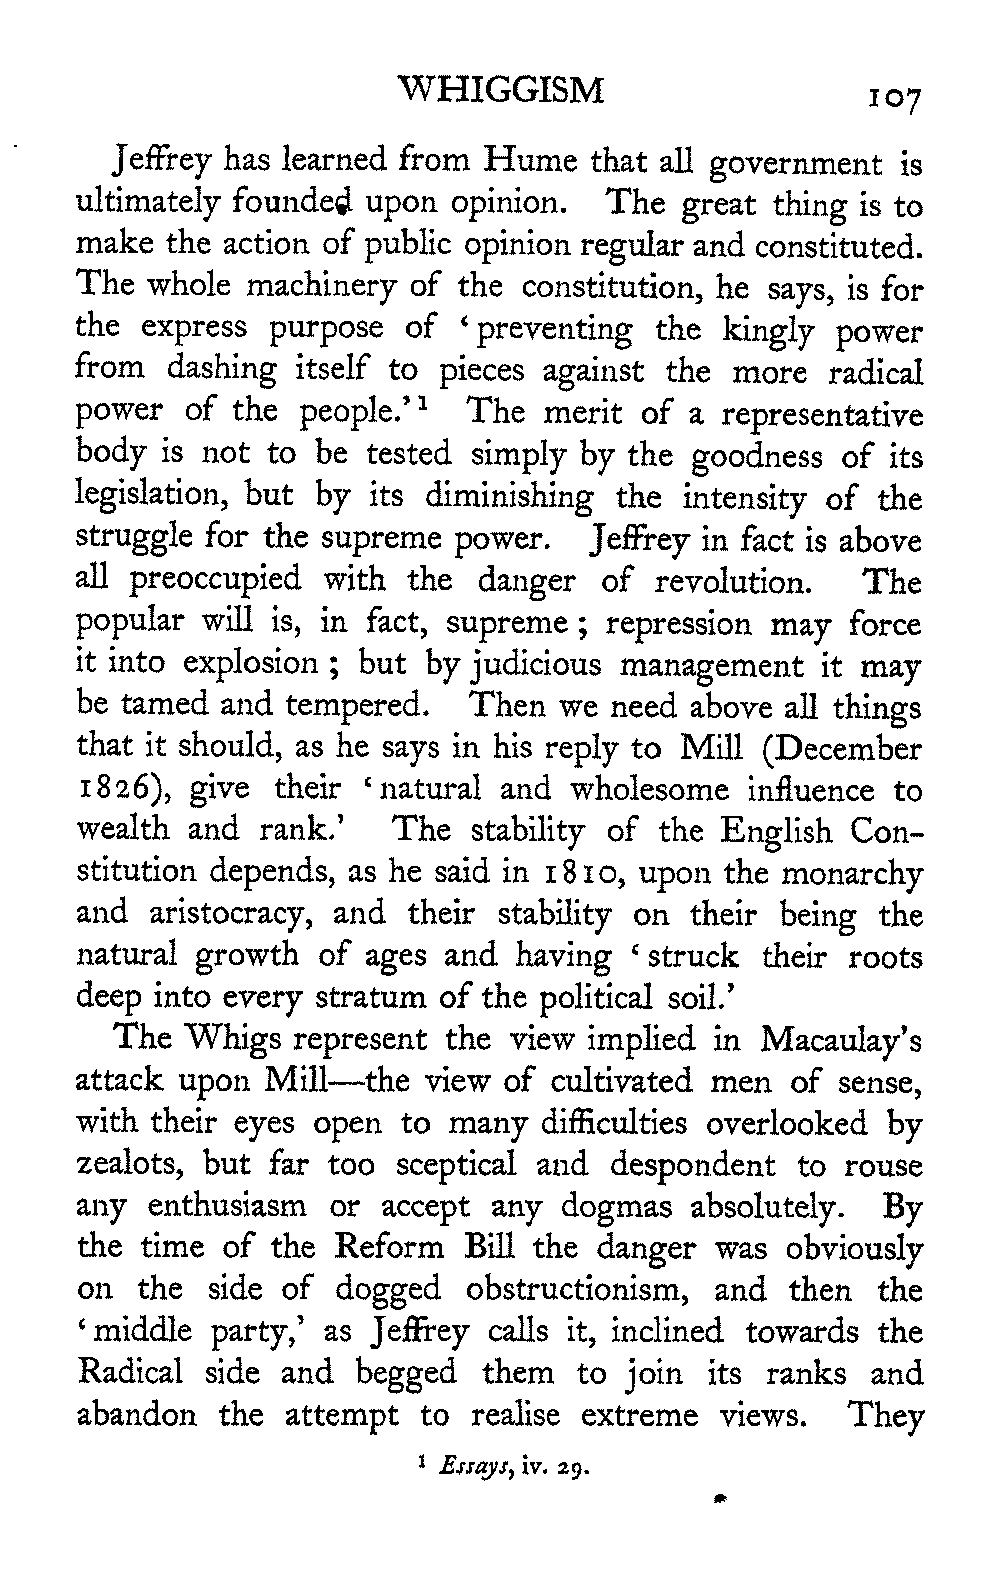 WHIGGISM 107
Jeffrey has learned from Hume that all government is
ultimately founded upon opinion. The great thing is to
make the action of public opinion regular and constituted.
The whole machinery of the constitution, he says, is for
the express purpose of ‘preventing the kingly power
from dashing itself to pieces against the more radical
power of the people.’¹ The merit of a representative
body is not to be tested simply by the goodness of its
legislation, but by its diminishing the intensity of the
struggle for the supreme power. Jeffrey in fact is above
all preoccupied with the danger of revolution. The
popular will is, in fact, supreme; repression may force
it into explosion; but by judicious management it may
be tamed and tempered. Then we need above all things
that it should, as he says in his reply to Mill (December
1826), give their ‘natural and wholesome influence to
wealth and rank.’ The stability of the English Con-
stitution depends, as he said in 1810, upon the monarchy
and aristocracy, and their stability on their being the
natural growth of ages and having ‘struck their roots
deep into every stratum of the political soil.’
The Whigs represent the view implied in Macaulay’s
attack upon Mill—the view of cultivated men of sense,
with their eyes open to many difficulties overlooked by
zealots, but far too sceptical and despondent to rouse
any enthusiasm or accept any dogmas absolutely. By
the time of the Reform Bill the danger was obviously
on the side of dogged obstructionism, and then the
‘middle party,’ as Jeffrey calls it, inclined towards the
Radical side and begged them to join its ranks and
abandon the attempt to realise extreme views. They
¹ Essays, iv. 29.